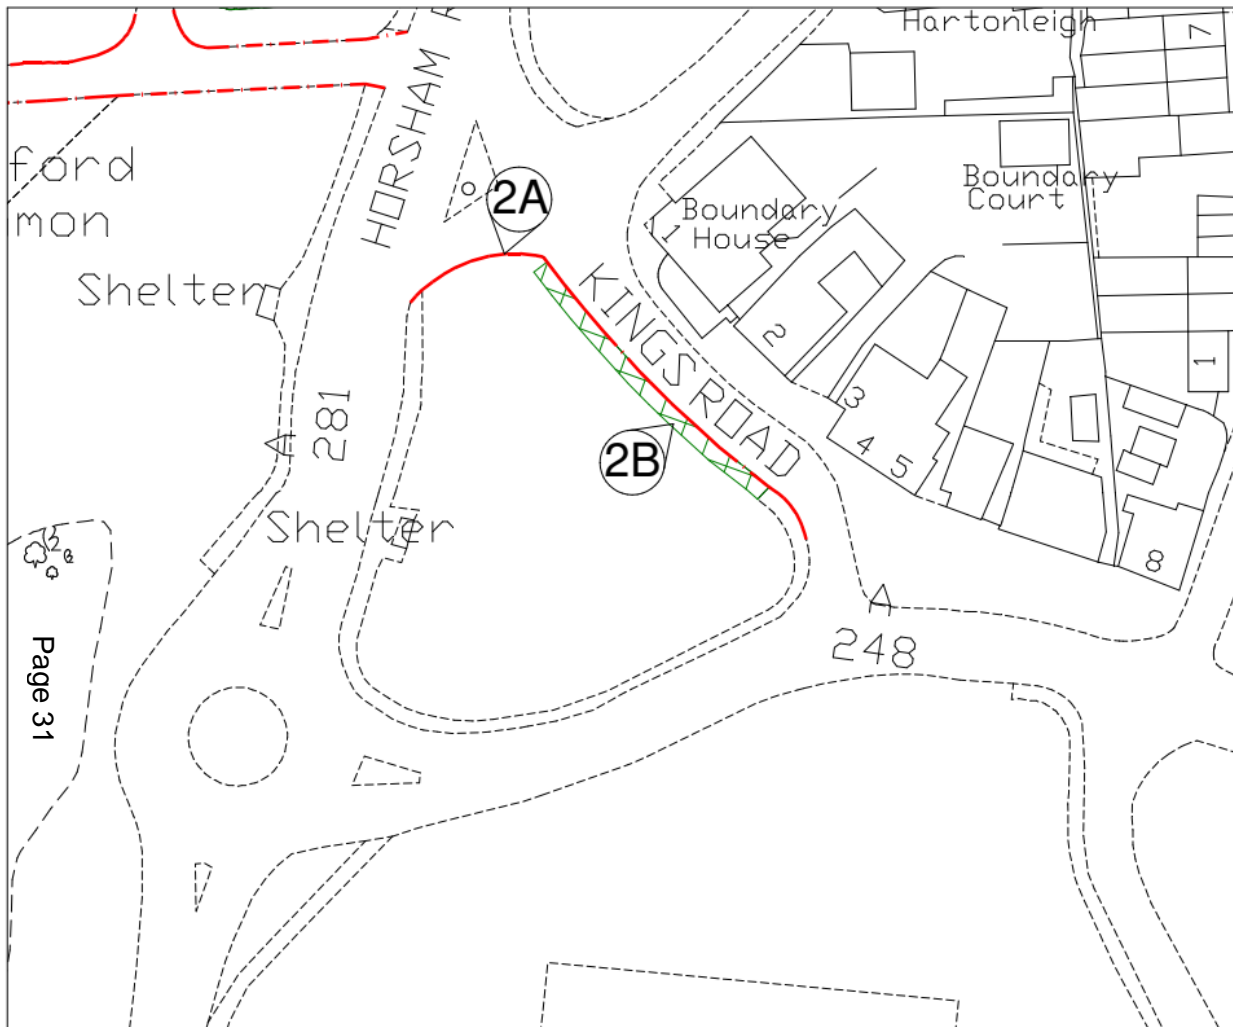 Hartonleigh
7
HORSHAM R
ford
mon
2A
Boundary
House
1
Boundary
Court
Shelter
KINGS ROAD
2
3
4
5
1
A
281
2B
Shelter
8
A
248
Page 31